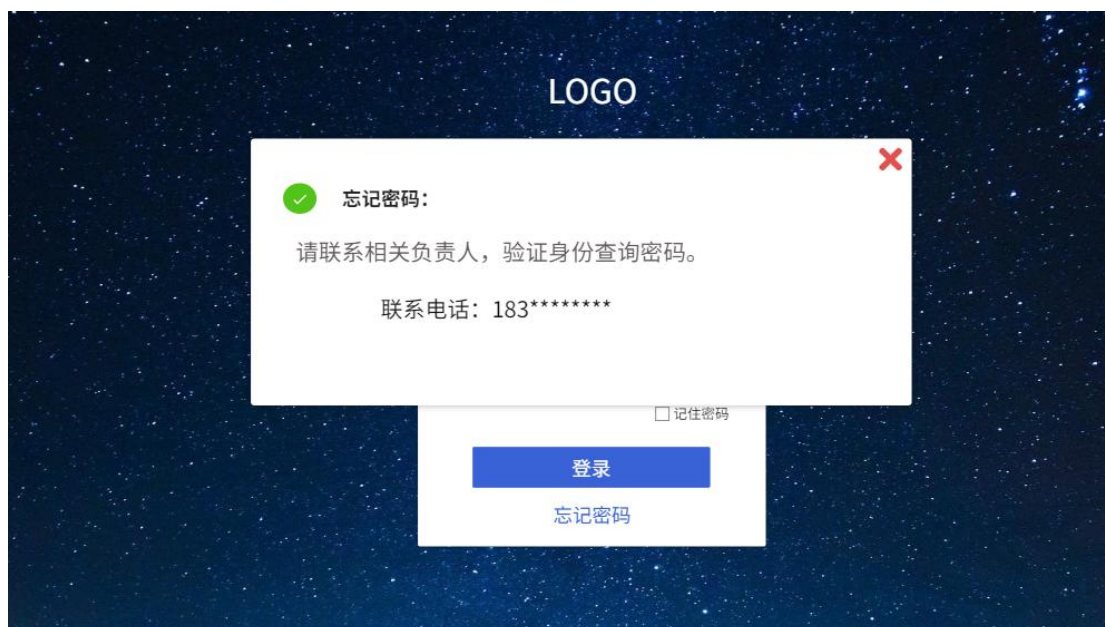 LOGO
忘记密码：
请联系相关负责人，验证身份查询密码。
联系电话：183********
记住密码
登录
忘记密码